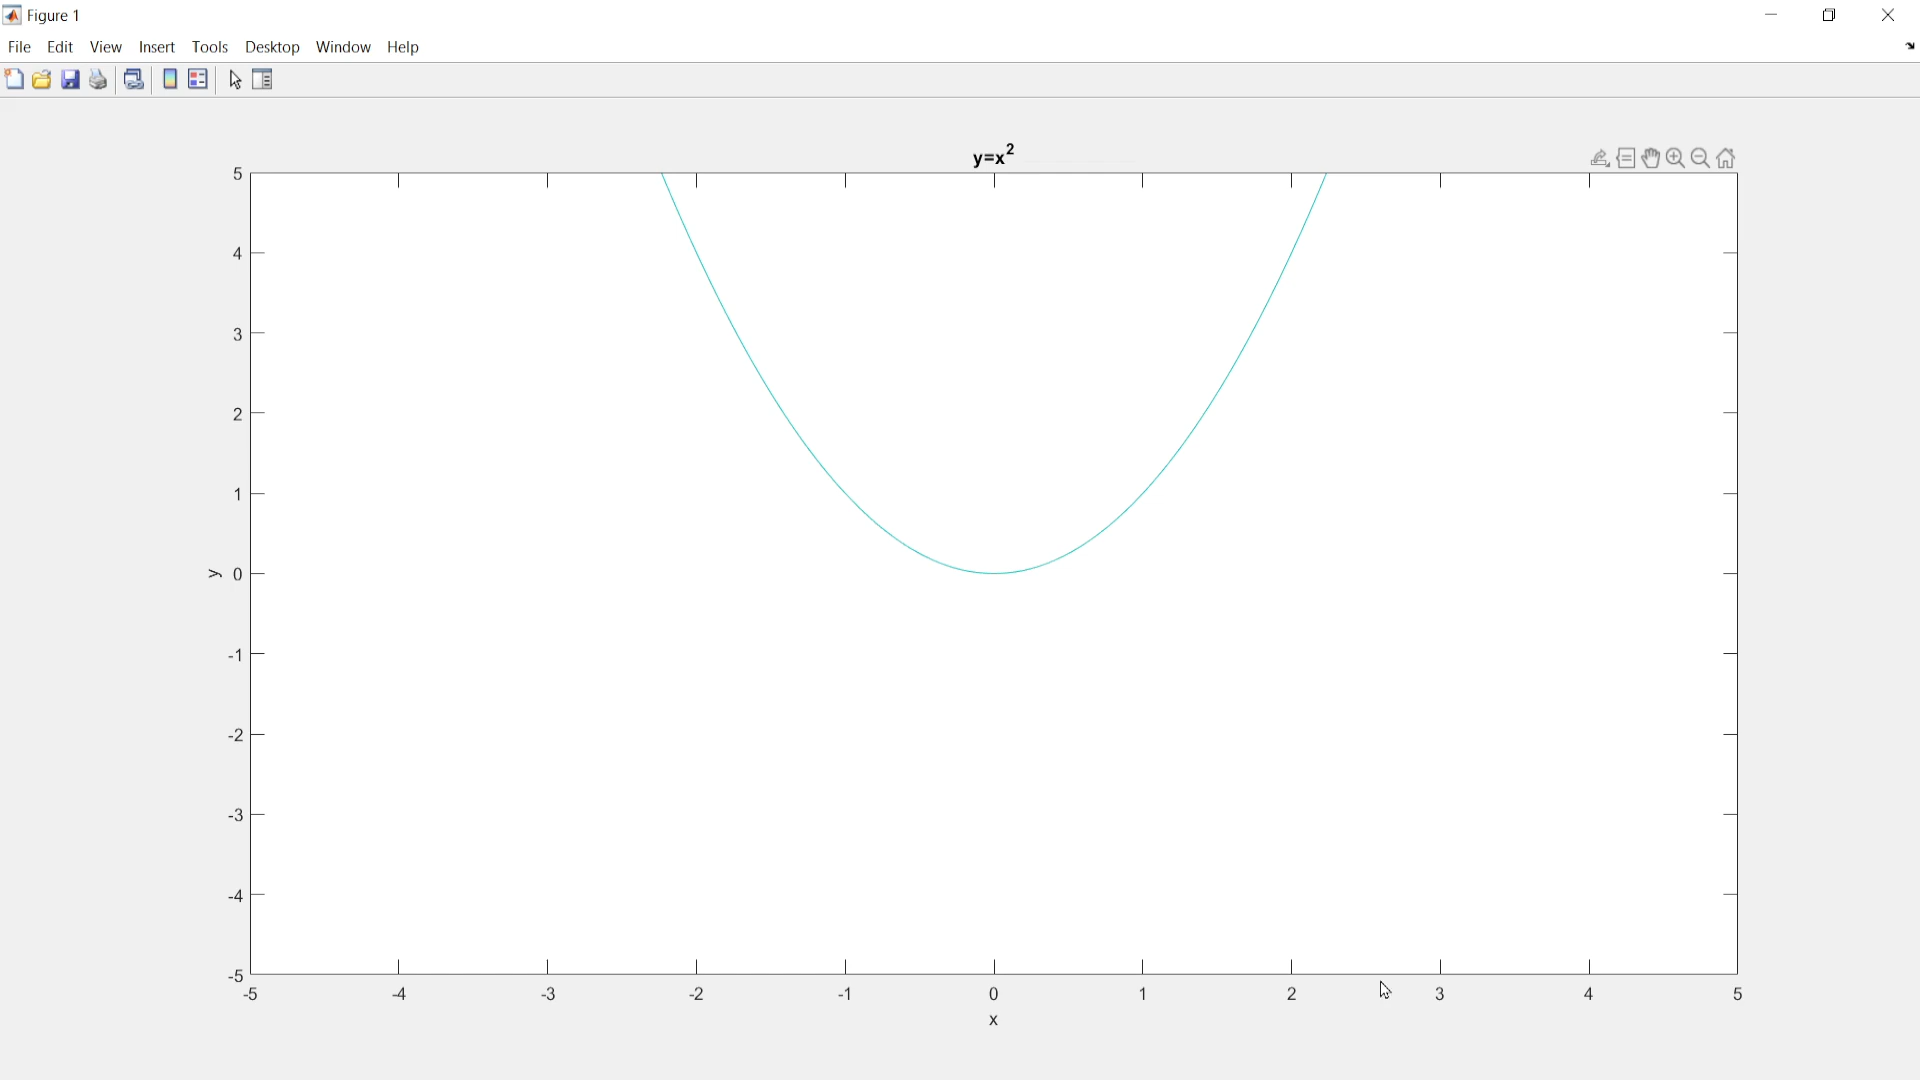 Figure 1
File Edit View Insert Tools Desktop Window Help
y=x²
5
4
3
2
1
y 0
-1
-2
-3
-4
-5
-5 -4 -3 -2 -1 0 1 2 3 4 5
x